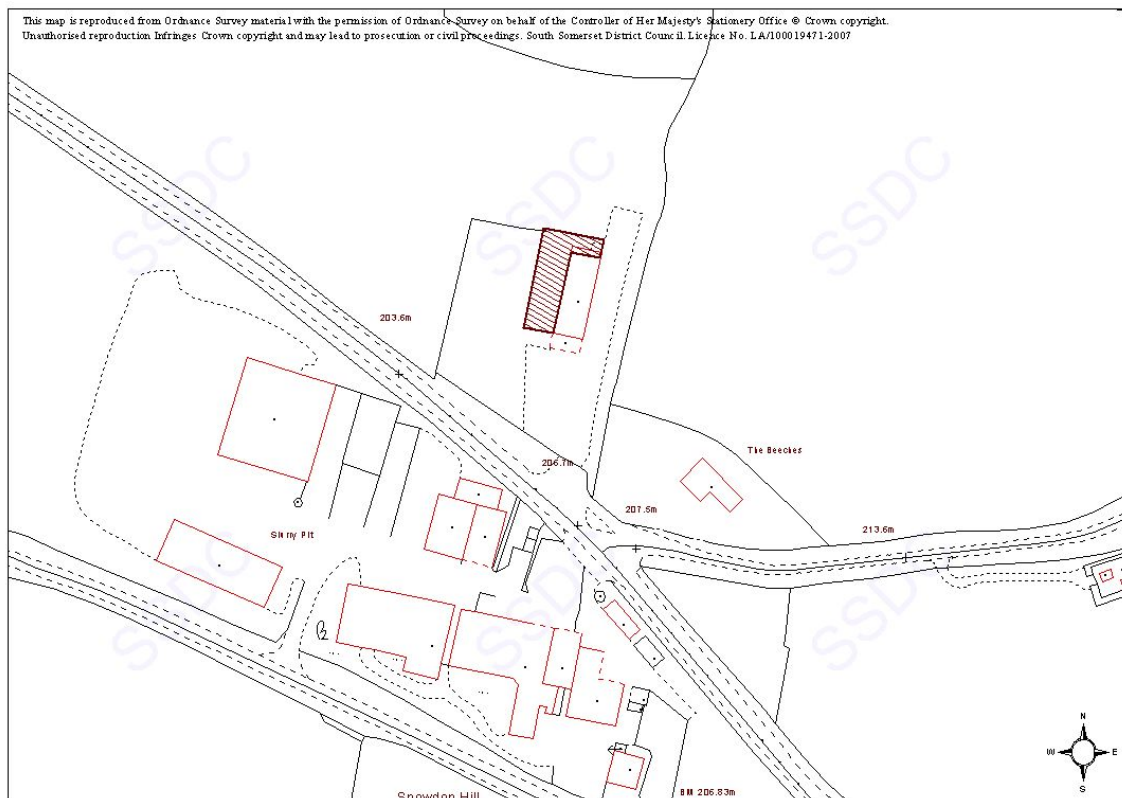 This map is reproduced from Ordnance Survey material with the permission of Ordnance Survey on behalf of the Controller of Her Majesty's Stationery Office © Crown copyright.
Unauthorised reproduction infringes Crown copyright and may lead to prosecution or civil proceedings. South Somerset District Council. Licence No. LA/100019471-2007
SSDC SSDC SSDC
203.6m
The Beeches
206.7m
207.6m
213.6m
Slurry Pit
SSDC SSDC SSDC
N
W E
S
BM 206.83m
Snowdon Hill